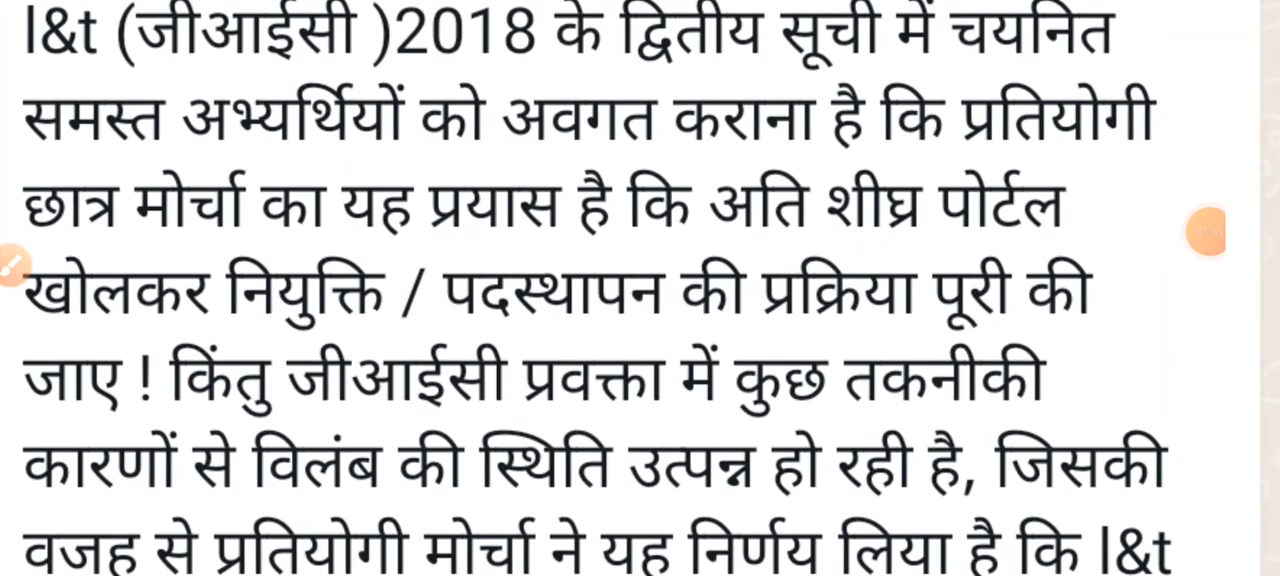 l&t (जीआईसी )2018 के द्वितीय सूची में चयनित
समस्त अभ्यर्थियों को अवगत कराना है कि प्रतियोगी
छात्र मोर्चा का यह प्रयास है कि अति शीघ्र पोर्टल
खोलकर नियुक्ति / पदस्थापन की प्रक्रिया पूरी की
जाए ! किंतु जीआईसी प्रवक्ता में कुछ तकनीकी
कारणों से विलंब की स्थिति उत्पन्न हो रही है, जिसकी
वजह से प्रतियोगी मोर्चा ने यह निर्णय लिया है कि l&t